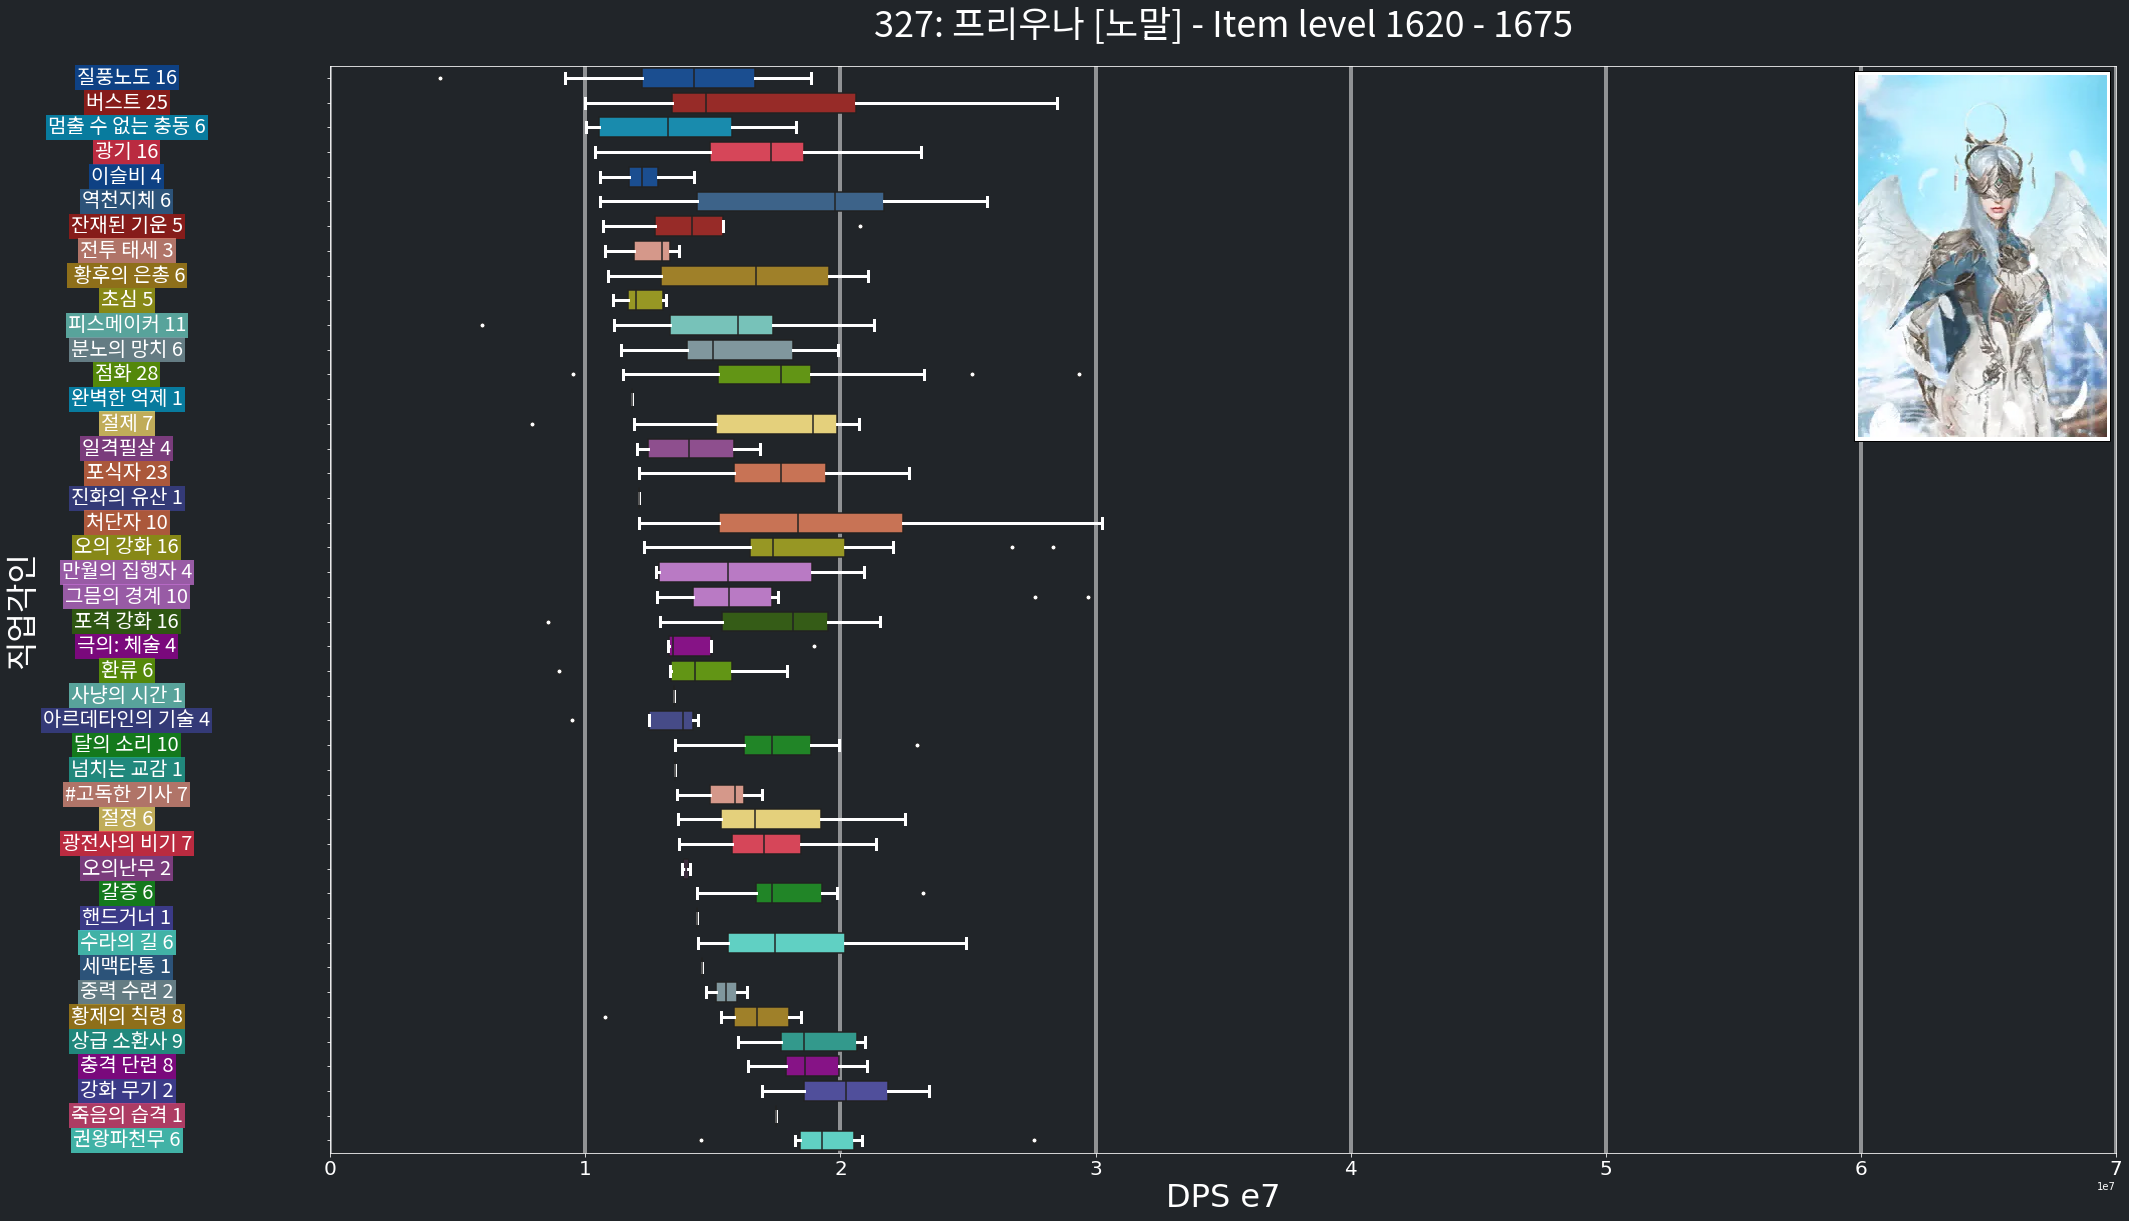 327: 프리우나 [노말] - Item level 1620 - 1675
질풍노도 16
버스트 25
멈출 수 없는 충동 6
광기 16
이슬비 4
역천지체 6
잔재된 기운 5
전투 태세 3
황후의 은총 6
초심 5
피스메이커 11
분노의 망치 6
점화 28
완벽한 억제 1
절제 7
일격필살 4
포식자 23
진화의 유산 1
처단자 10
오의 강화 16
만월의 집행자 4
그믐의 경계 10
포격 강화 16
극의: 체술 4
환류 6
사냥의 시간 1
아르데타인의 기술 4
달의 소리 10
넘치는 교감 1
#고독한 기사 7
절정 6
광전사의 비기 7
오의난무 2
갈증 6
핸드거너 1
수라의 길 6
세맥타통 1
중력 수련 2
황제의 칙령 8
상급 소환사 9
충격 단련 8
강화 무기 2
죽음의 습격 1
권왕파천무 6
직업각인
0 1 2 3 4 5 6 7
1e7
DPS e7